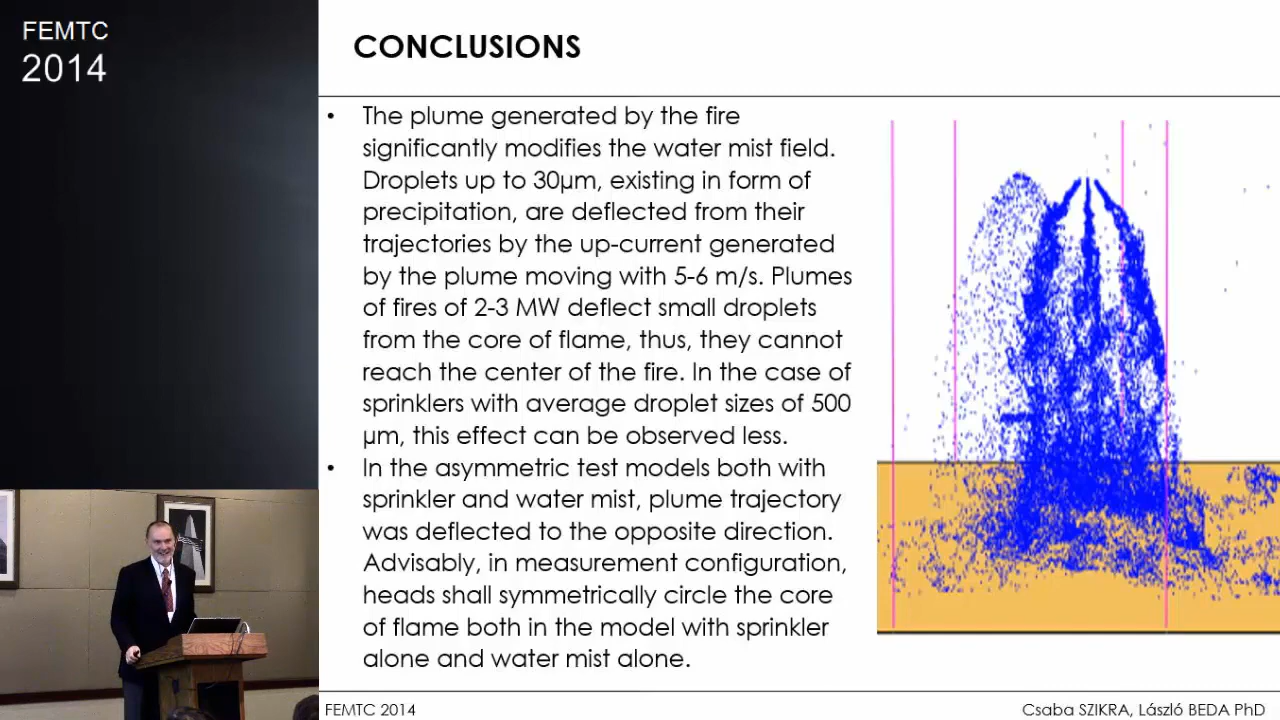 FEMTC
2014
CONCLUSIONS
• The plume generated by the fire
significantly modifies the water mist field.
Droplets up to 30µm, existing in form of
precipitation, are deflected from their
trajectories by the up-current generated
by the plume moving with 5-6 m/s. Plumes
of fires of 2-3 MW deflect small droplets
from the core of flame, thus, they cannot
reach the center of the fire. In the case of
sprinklers with average droplet sizes of 500
µm, this effect can be observed less.
• In the asymmetric test models both with
sprinkler and water mist, plume trajectory
was deflected to the opposite direction.
Advisably, in measurement configuration,
heads shall symmetrically circle the core
of flame both in the model with sprinkler
alone and water mist alone.
FEMTC 2014
Csaba SZIKRA, László BEDA PhD